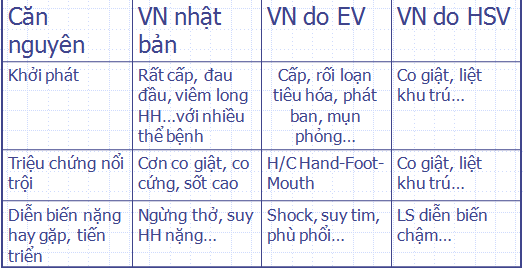 Căn nguyên
VN nhật bản
VN do EV
VN do HSV
Khởi phát
Rất cấp, đau
đầu, viêm long
HH...với nhiều
thể bệnh
Cấp, rối loạn
tiêu hóa, phát
ban, mụn
phỏng...
Co giật, liệt
khu trú...
Triệu chứng nổi
trội
Cơn co giật, co
cứng, sốt cao
H/C Hand-Foot-
Mouth
Co giật, liệt
khu trú...
Diễn biến nặng
hay gặp, tiến
triển
Ngừng thở, suy
HH nặng...
Shock, suy tim,
phù phổi...
LS diễn biến
chậm...